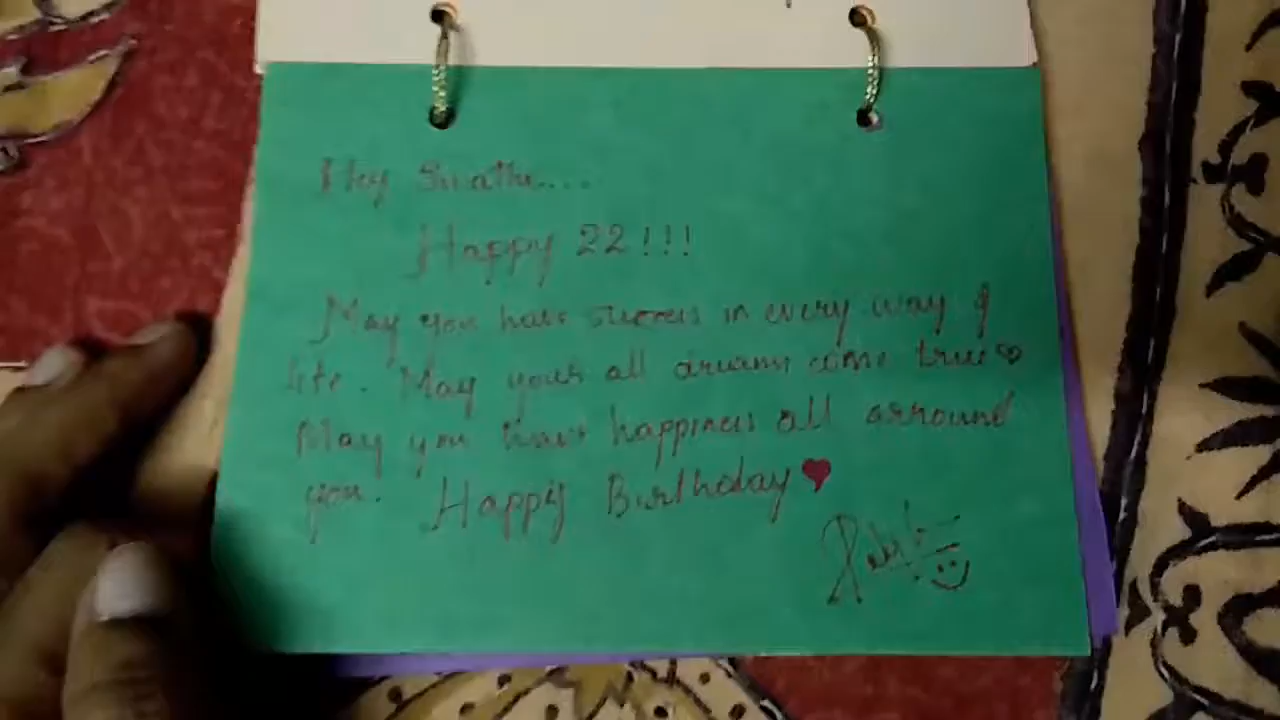 Hey Swathi....
Happy 22!!!
May you have success in every way of
life. May your all dreams come true♡
May you have happiness all arround
you. Happy Birthday♥